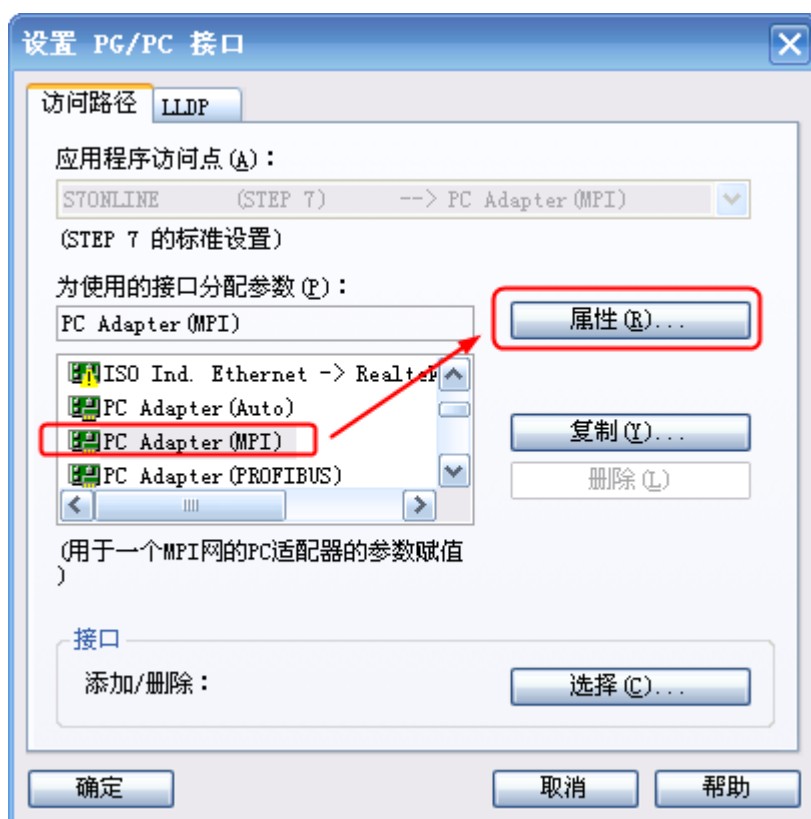 设置 PG/PC 接口
访问路径
LLDP
应用程序访问点(A):
S7ONLINE (STEP 7) --> PC Adapter(MPI)
(STEP 7 的标准设置)
为使用的接口分配参数(P):
PC Adapter(MPI)
属性(R)...
ISO Ind. Ethernet ->
PC Adapter(Auto)
PC Adapter(MPI)
PC Adapter(PROFIBUS)
复制(Y)...
删除(L)
(用于一个MPI网的PC适配器的参数赋值
)
接口
添加/删除:
选择(C)...
确定
取消
帮助